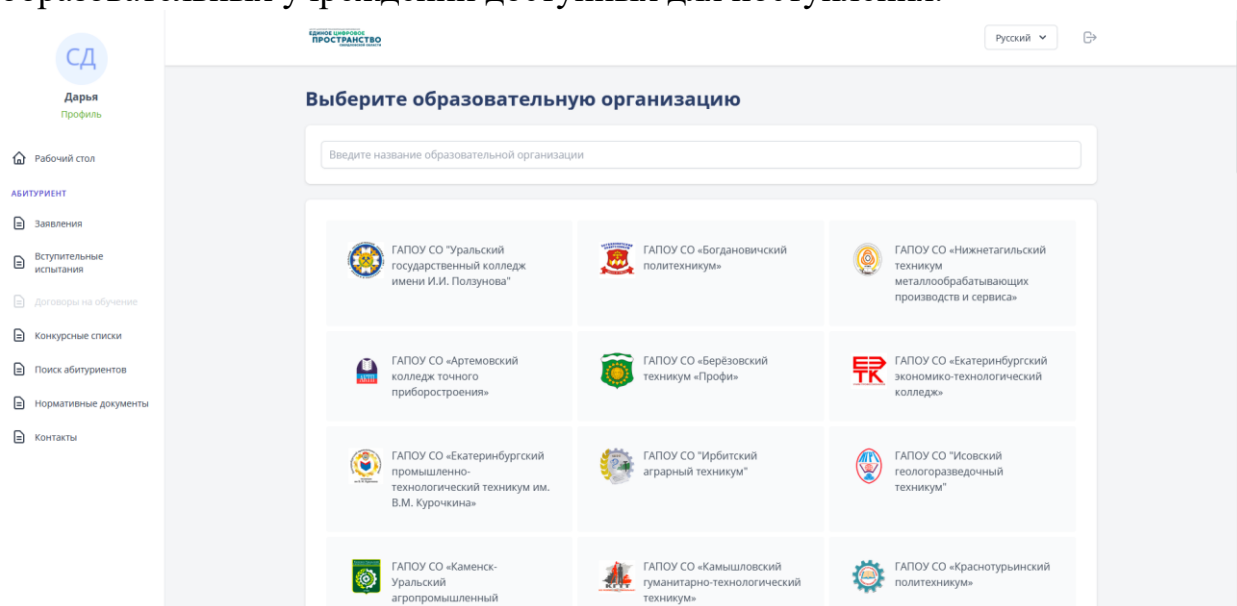 образовательных учреждений доступных для поступления.
СД
Дарья
Профиль
Рабочий стол
АБИТУРИЕНТ
Заявления
Вступительные
испытания
Договоры на обучение
Конкурсные списки
Поиск абитуриентов
Нормативные документы
Контакты
ЕДИНОЕ ЦИФРОВОЕ
ПРОСТРАНСТВО
Русский
Выберите образовательную организацию
Введите название образовательной организации
ГАПОУ СО "Уральский
государственный колледж
имени И.И. Ползунова"
ГАПОУ СО «Богдановичский
политехникум»
ГАПОУ СО «Нижнетагильский
техникум
металлообрабатывающих
производств и сервиса»
ГАПОУ СО «Артемовский
колледж точного
приборостроения»
ГАПОУ СО «Берёзовский
техникум «Профи»
ГАПОУ СО «Екатеринбургский
экономико-технологический
колледж»
ГАПОУ СО «Екатеринбургский
промышленно-
технологический техникум им.
В.М. Курочкина»
ГАПОУ СО "Ирбитский
аграрный техникум"
ГАПОУ СО "Исовский
геологоразведочный
техникум"
ГАПОУ СО «Каменск-
Уральский
агропромышленный
ГАПОУ СО «Камышловский
гуманитарно-технологический
техникум»
ГАПОУ СО «Краснотурьинский
политехникум»